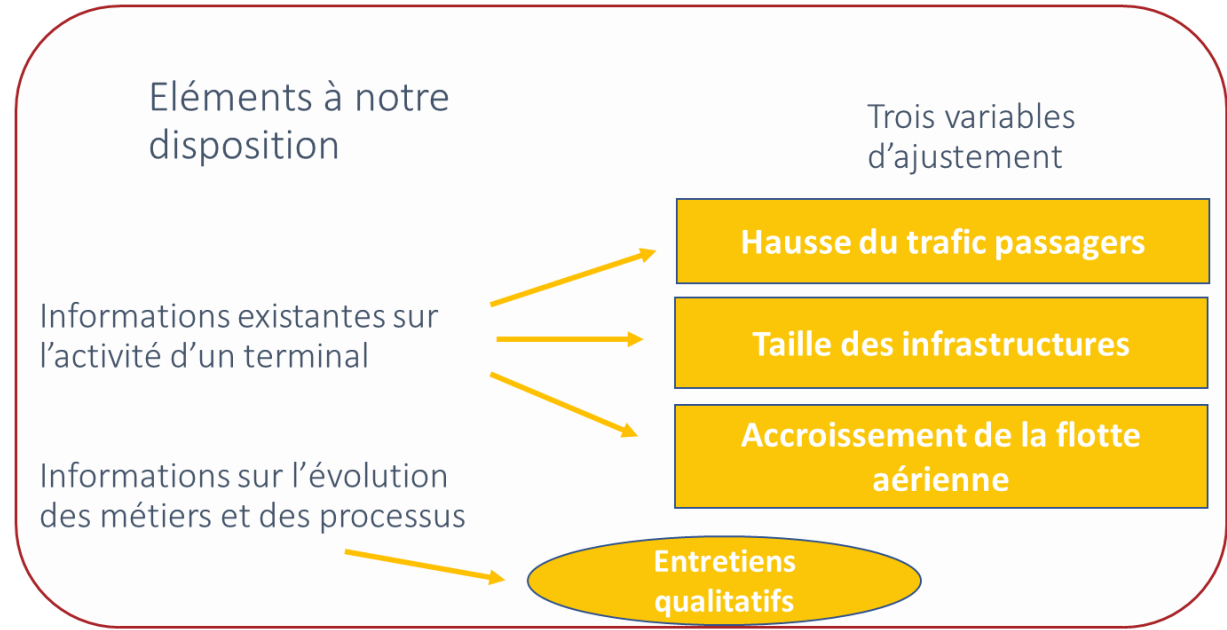 Eléments à notre
disposition
Trois variables
d’ajustement
Hausse du trafic passagers
Informations existantes sur
l’activité d’un terminal
Taille des infrastructures
Accroissement de la flotte
aérienne
Informations sur l’évolution
des métiers et des processus
Entretiens
qualitatifs